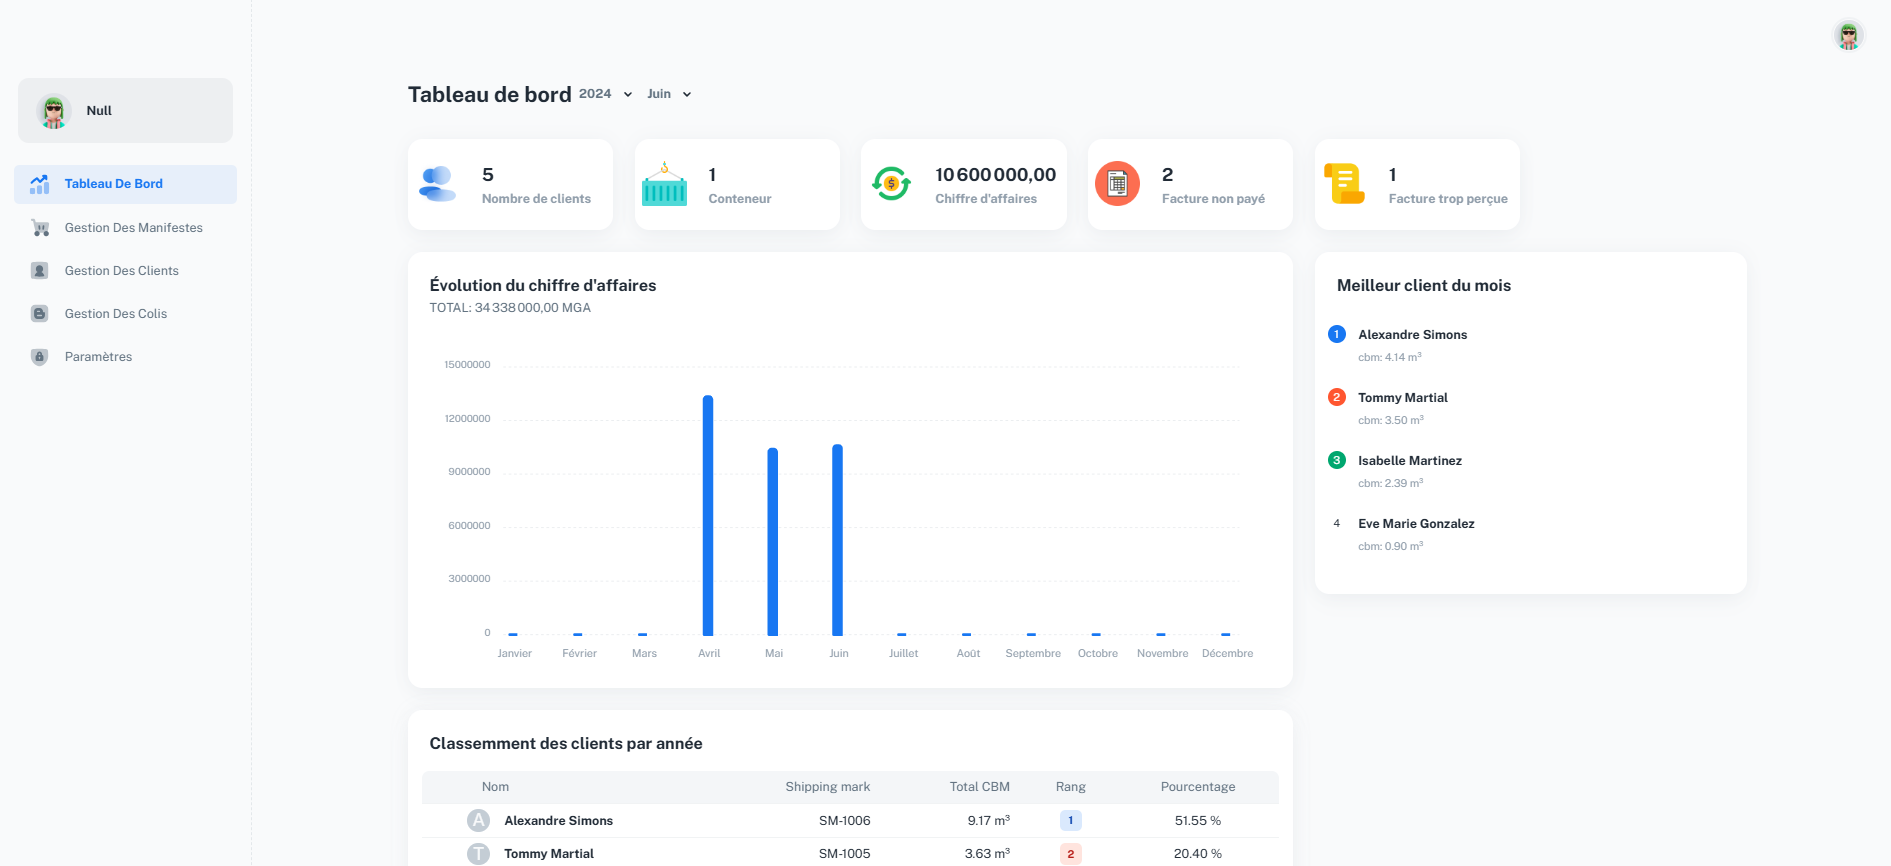 Null
Tableau De Bord
Gestion Des Manifestes
Gestion Des Clients
Gestion Des Colis
Paramètres
Tableau de bord 2024 Juin
5
Nombre de clients
1
Conteneur
10 600 000,00
Chiffre d'affaires
2
Facture non payé
1
Facture trop perçue
Évolution du chiffre d'affaires
TOTAL: 34 338 000,00 MGA
15000000
12000000
9000000
6000000
3000000
0
Janvier Février Mars Avril Mai Juin Juillet Août Septembre Octobre Novembre Décembre
Meilleur client du mois
1 Alexandre Simons
cbm: 4.14 m³
2 Tommy Martial
cbm: 3.50 m³
3 Isabelle Martinez
cbm: 2.39 m³
4 Eve Marie Gonzalez
cbm: 0.90 m³
Classemment des clients par année
Nom Shipping mark Total CBM Rang Pourcentage
A Alexandre Simons SM-1006 9.17 m³ 1 51.55 %
T Tommy Martial SM-1005 3.63 m³ 2 20.40 %